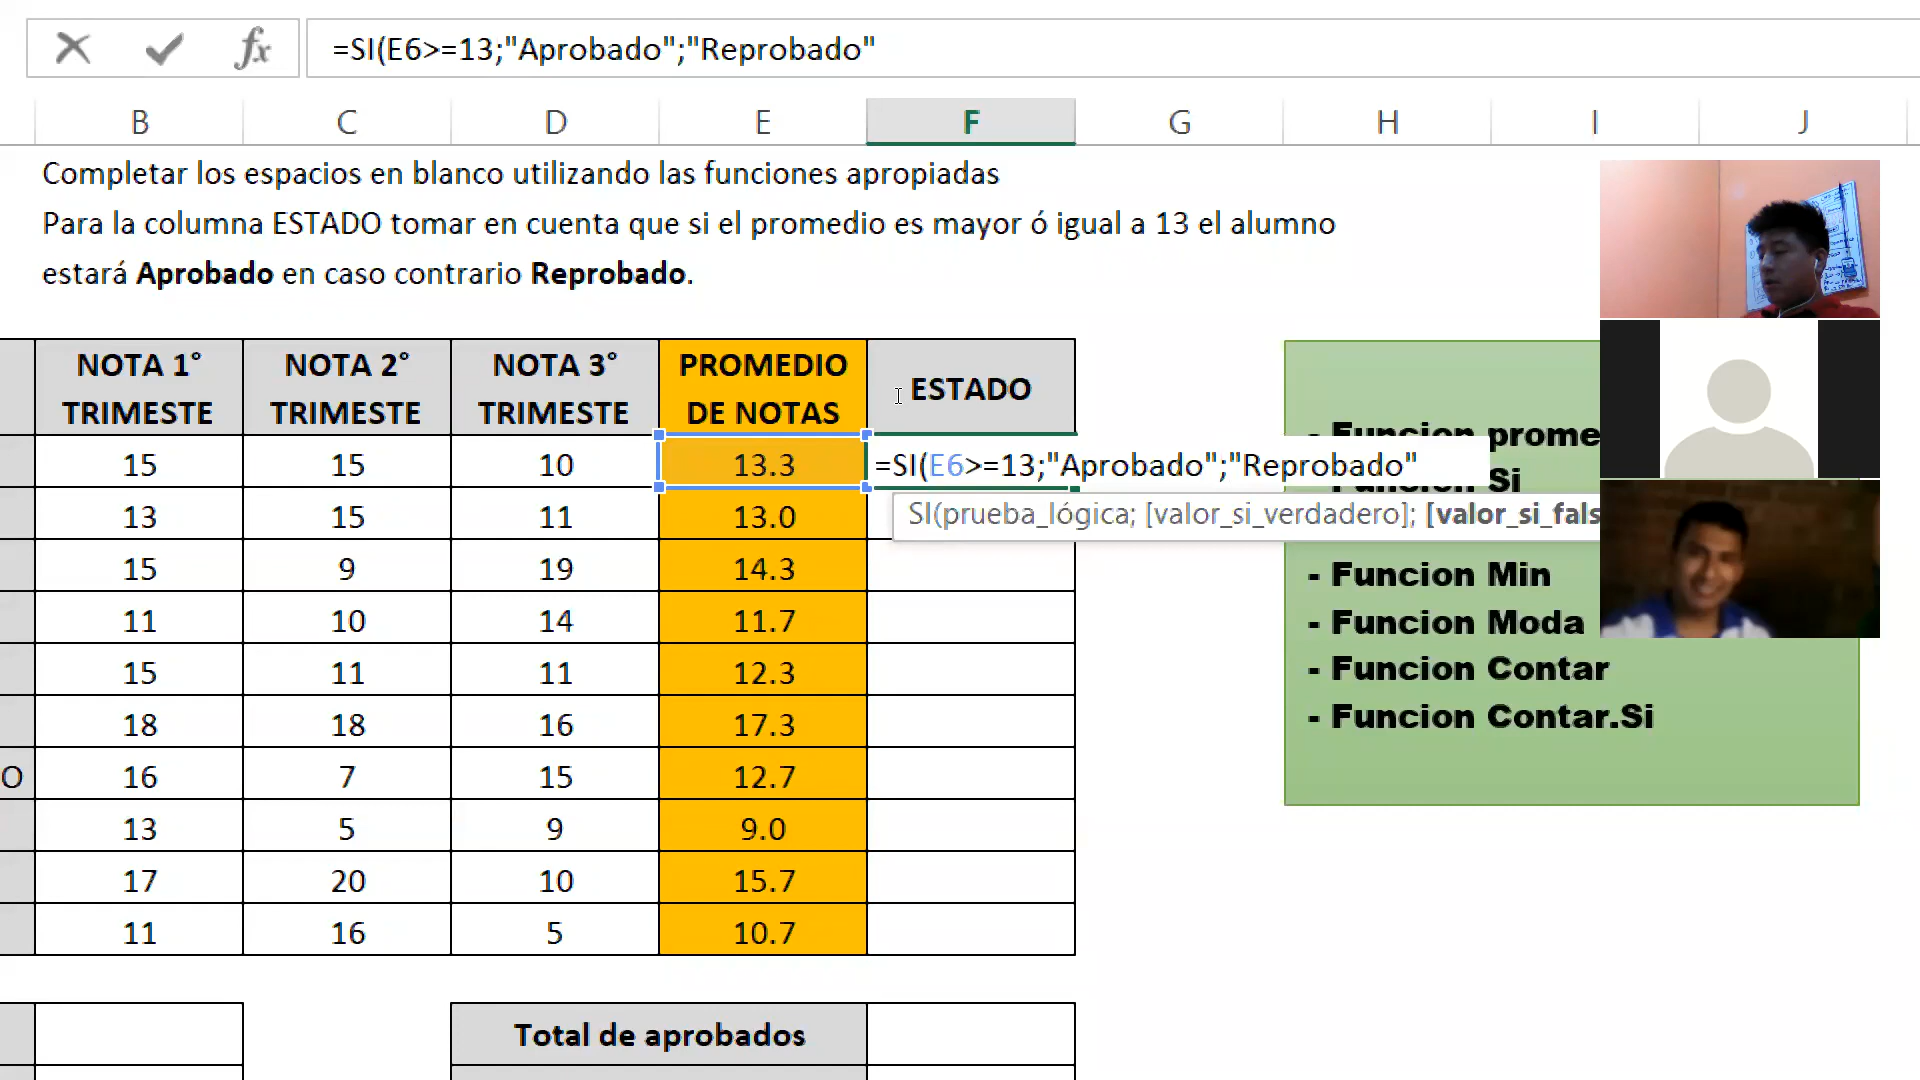 fx =SI(E6>=13;"Aprobado";"Reprobado"
B C D E F G H I J
Completar los espacios en blanco utilizando las funciones apropiadas
Para la columna ESTADO tomar en cuenta que si el promedio es mayor ó igual a 13 el alumno
estará Aprobado en caso contrario Reprobado.
NOTA 1° TRIMESTE
NOTA 2° TRIMESTE
NOTA 3° TRIMESTE
PROMEDIO DE NOTAS
ESTADO
15 15 10 13.3 =SI(E6>=13;"Aprobado";"Reprobado"
SI(prueba_lógica; [valor_si_verdadero]; [valor_si_fals
13 15 11 13.0
15 9 19 14.3
11 10 14 11.7
15 11 11 12.3
18 18 16 17.3
O 16 7 15 12.7
13 5 9 9.0
17 20 10 15.7
11 16 5 10.7
Total de aprobados
- Funcion prome
Funcion Si
- Funcion Min
- Funcion Moda
- Funcion Contar
- Funcion Contar.Si